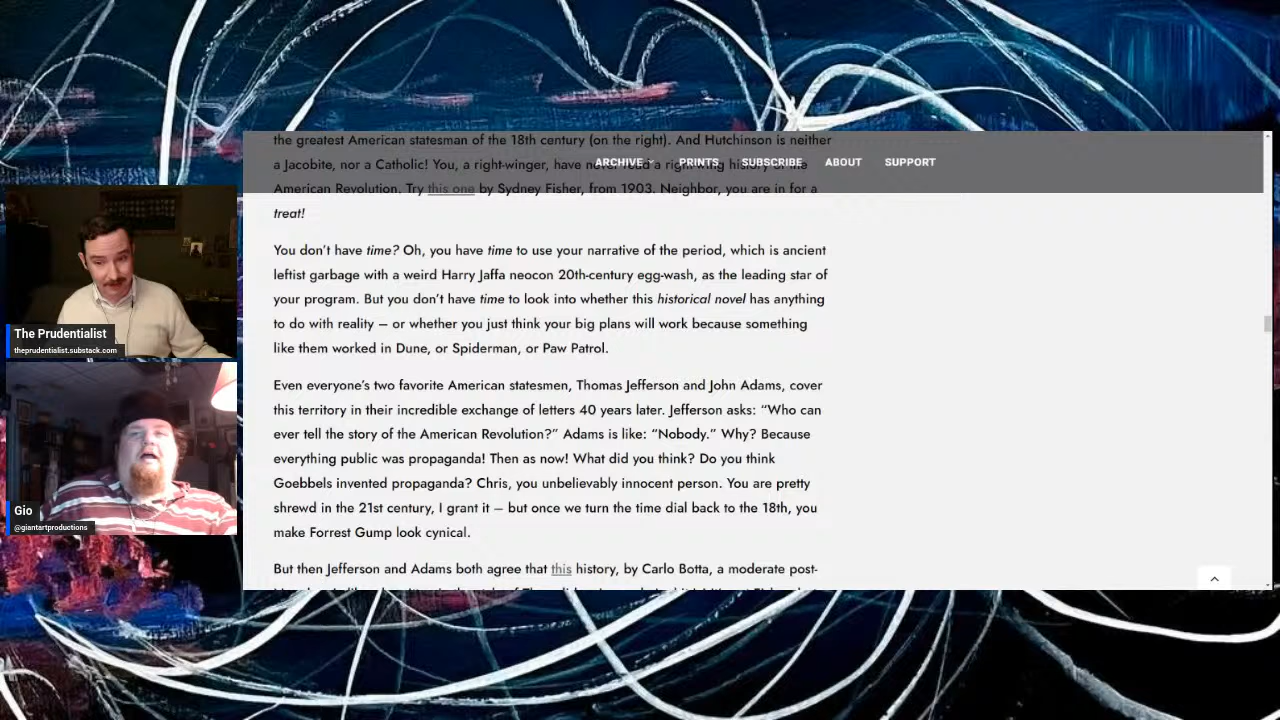 the greatest American statesman of the 18th century (on the right). And Hutchinson is neither
a Jacobite, nor a Catholic! You, a right-winger, have never read a right-wing history of the
ARCHIVE PRINTS SUBSCRIBE ABOUT SUPPORT
American Revolution. Try this one by Sydney Fisher, from 1903. Neighbor, you are in for a
treat!
You don't have time? Oh, you have time to use your narrative of the period, which is ancient
leftist garbage with a weird Harry Jaffa neocon 20th-century egg-wash, as the leading star of
your program. But you don't have time to look into whether this historical novel has anything
to do with reality – or whether you just think your big plans will work because something
like them worked in Dune, or Spiderman, or Paw Patrol.
Even everyone's two favorite American statesmen, Thomas Jefferson and John Adams, cover
this territory in their incredible exchange of letters 40 years later. Jefferson asks: “Who can
ever tell the story of the American Revolution?” Adams is like: “Nobody.” Why? Because
everything public was propaganda! Then as now! What did you think? Do you think
Goebbels invented propaganda? Chris, you unbelievably innocent person. You are pretty
shrewd in the 21st century, I grant it – but once we turn the time dial back to the 18th, you
make Forrest Gump look cynical.
But then Jefferson and Adams both agree that this history, by Carlo Botta, a moderate post-
The Prudentialist
theprudentialist.substack.com
Gio
@giantartproductions